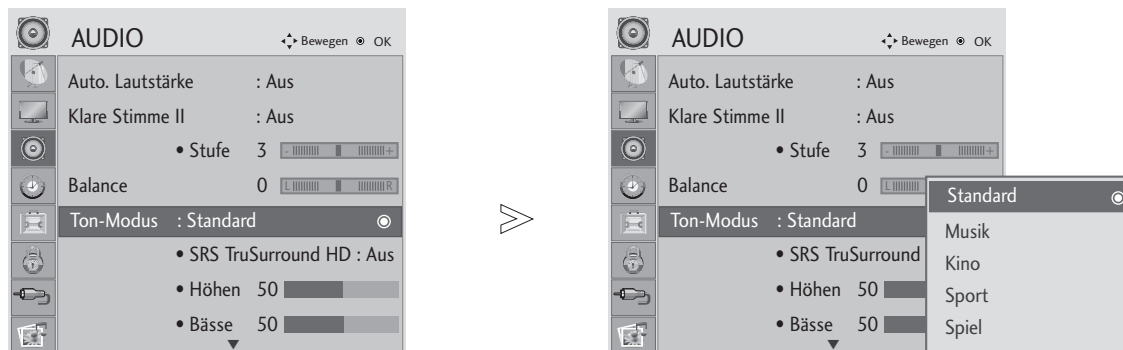 AUDIO Bewegen OK
Auto. Lautstärke : Aus
Klare Stimme II : Aus
• Stufe 3 - +
Balance 0 L R
Ton-Modus : Standard
• SRS TruSurround HD : Aus
• Höhen 50
• Bässe 50
AUDIO Bewegen OK
Auto. Lautstärke : Aus
Klare Stimme II : Aus
• Stufe 3 - +
Balance 0 L
Ton-Modus : Standard
• SRS TruSurround
• Höhen 50
• Bässe 50
Standard
Musik
Kino
Sport
Spiel